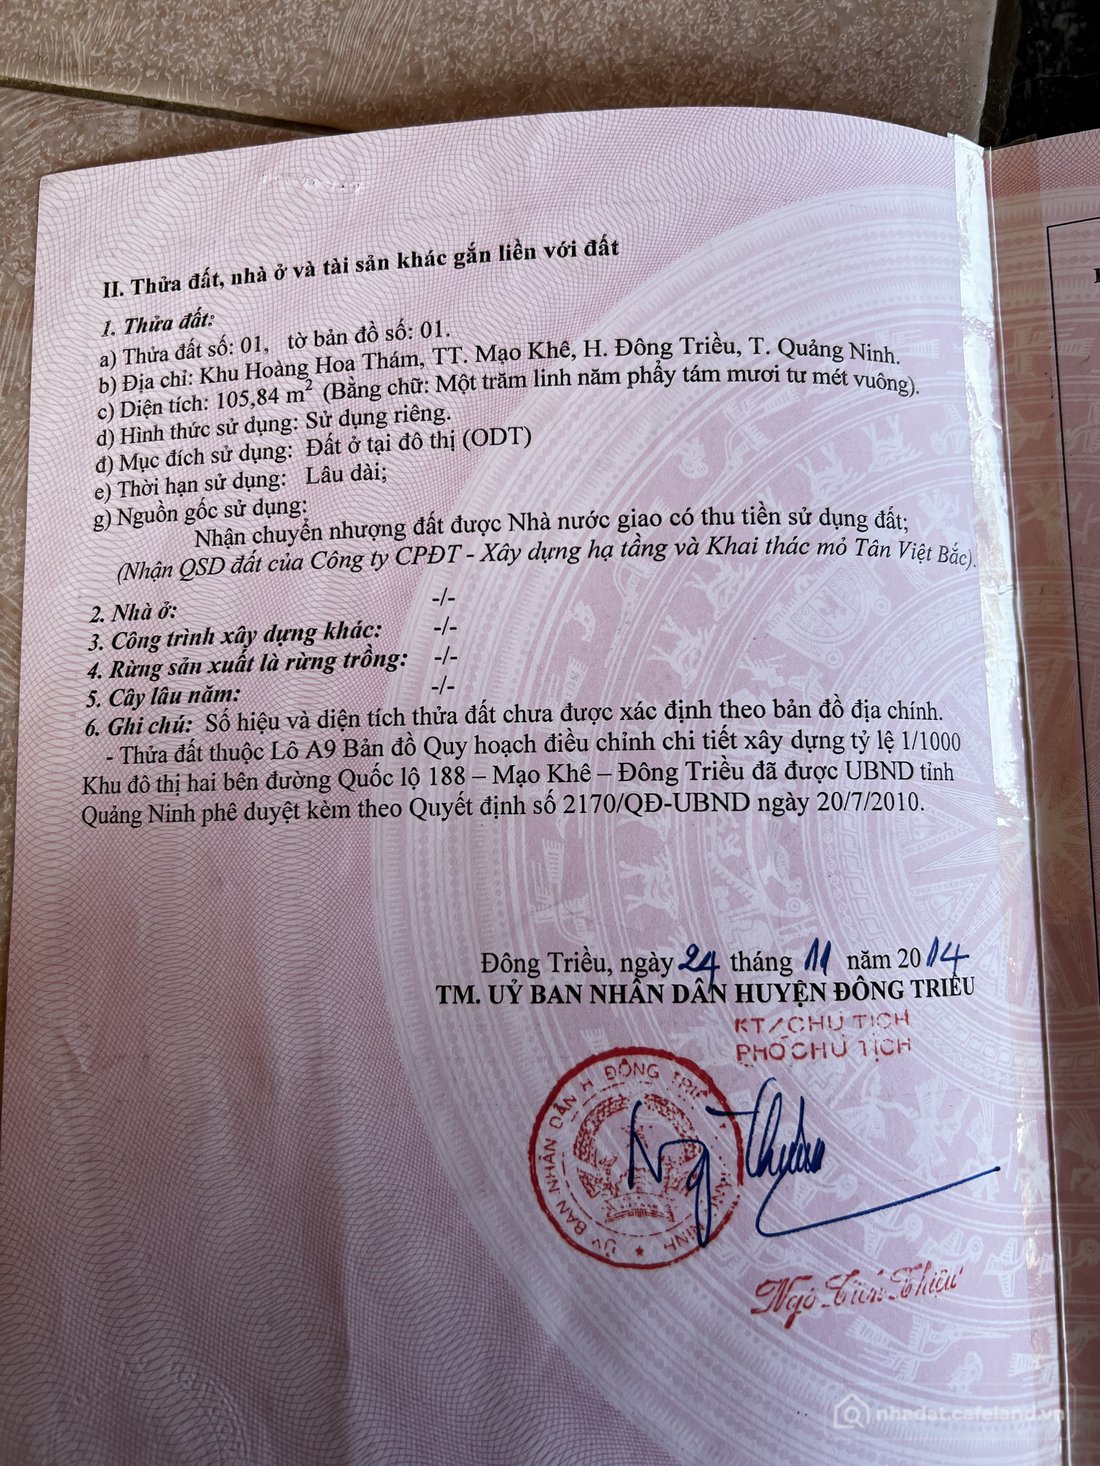 II. Thửa đất, nhà ở và tài sản khác gắn liền với đất
1. Thửa đất:
a) Thửa đất số: 01, tờ bản đồ số: 01.
b) Địa chỉ: Khu Hoàng Hoa Thám, TT. Mạo Khê, H. Đông Triều, T. Quảng Ninh.
c) Diện tích: 105,84 m2 (Bằng chữ: Một trăm linh năm phẩy tám mươi tư mét vuông).
d) Hình thức sử dụng: Sử dụng riêng.
đ) Mục đích sử dụng: Đất ở tại đô thị (ODT)
e) Thời hạn sử dụng: Lâu dài;
g) Nguồn gốc sử dụng:
Nhận chuyển nhượng đất được Nhà nước giao có thu tiền sử dụng đất;
(Nhận QSD đất của Công ty CPĐT - Xây dựng hạ tầng và Khai thác mỏ Tân Việt Bắc).
2. Nhà ở: -/-
3. Công trình xây dựng khác: -/-
4. Rừng sản xuất là rừng trồng: -/-
5. Cây lâu năm: -/-
6. Ghi chú: Số hiệu và diện tích thửa đất chưa được xác định theo bản đồ địa chính.
- Thửa đất thuộc Lô A9 Bản đồ Quy hoạch điều chỉnh chi tiết xây dựng tỷ lệ 1/1000
Khu đô thị hai bên đường Quốc lộ 188 – Mạo Khê – Đông Triều đã được UBND tỉnh
Quảng Ninh phê duyệt kèm theo Quyết định số 2170/QĐ-UBND ngày 20/7/2010.
Đông Triều, ngày 24 tháng 11 năm 2014
TM. UỶ BAN NHÂN DÂN HUYỆN ĐÔNG TRIỀU
KT/CHỦ TỊCH
PHÓ CHỦ TỊCH
ỦY BAN NHÂN DÂN H ĐÔNG TRIỀU
NINH
Ngô
nhadat.cafeland.vn